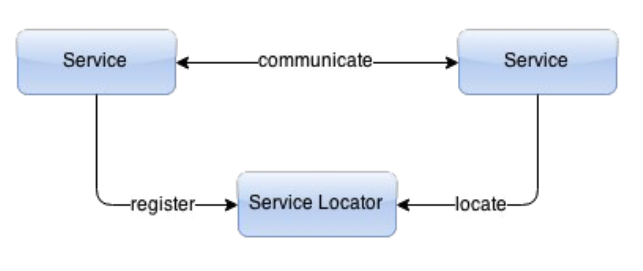 Service
communicate
Service
register
Service Locator
locate